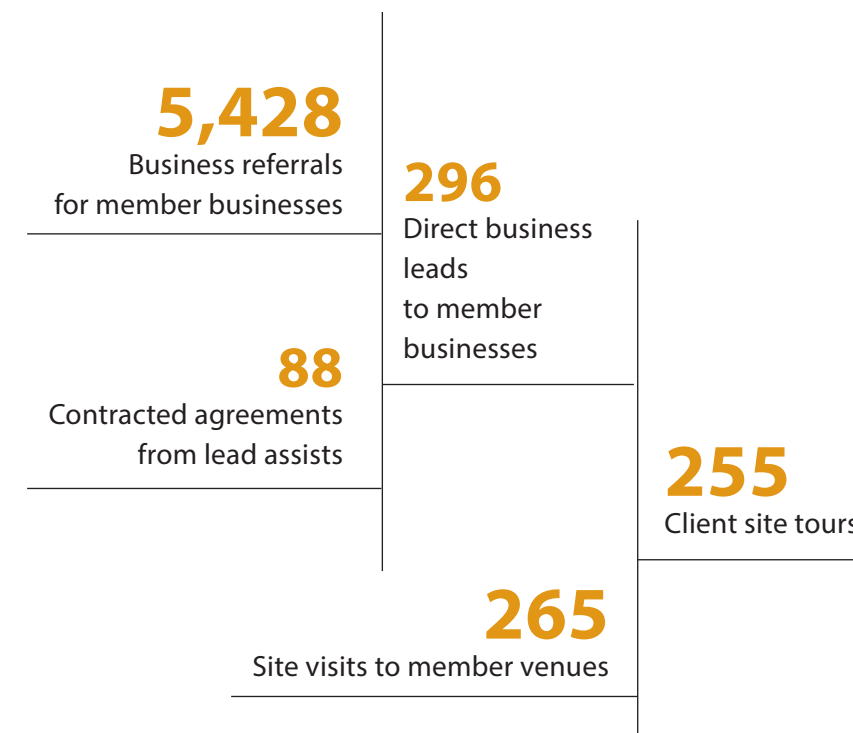 5,428
Business referrals
for member businesses
296
Direct business
leads
to member
businesses
88
Contracted agreements
from lead assists
255
Client site tours
265
Site visits to member venues